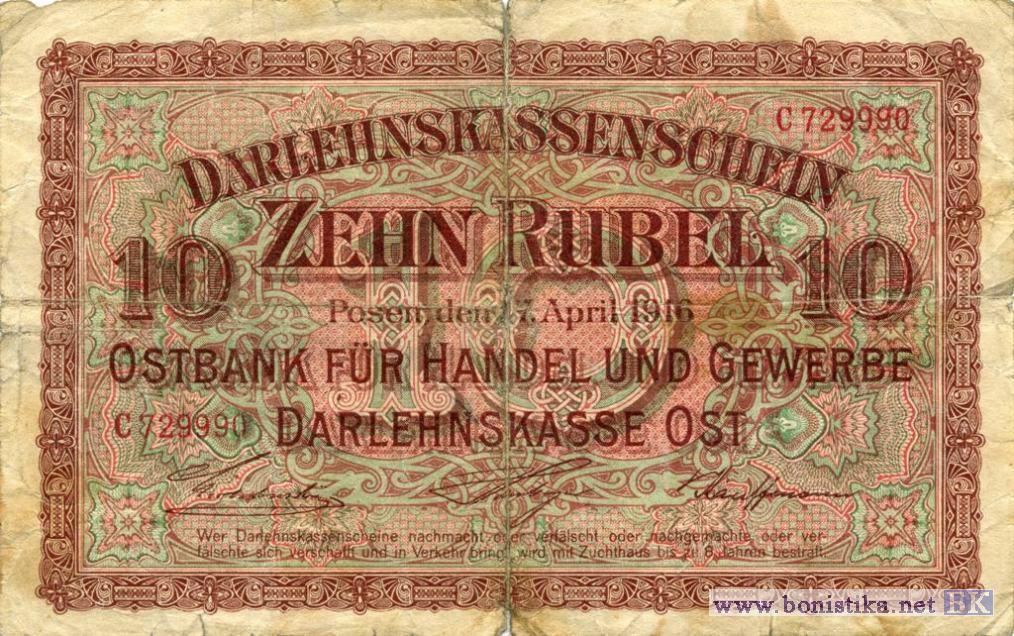 C 729990
DARLEHNSKASSENSCHEIN
ZEHN RUBEL
10 10
Posen, den 17. April 1916
OSTBANK FÜR HANDEL UND GEWERBE
C 729990 DARLEHNSKASSE OST
Wer Darlehnskassenscheine nachmacht oder verfälscht oder nachgemachte oder ver-
fälschte sich verschafft und in Verkehr bringt, wird mit Zuchthaus bis zu 8 Jahren bestraft.
www.bonistika.net BK